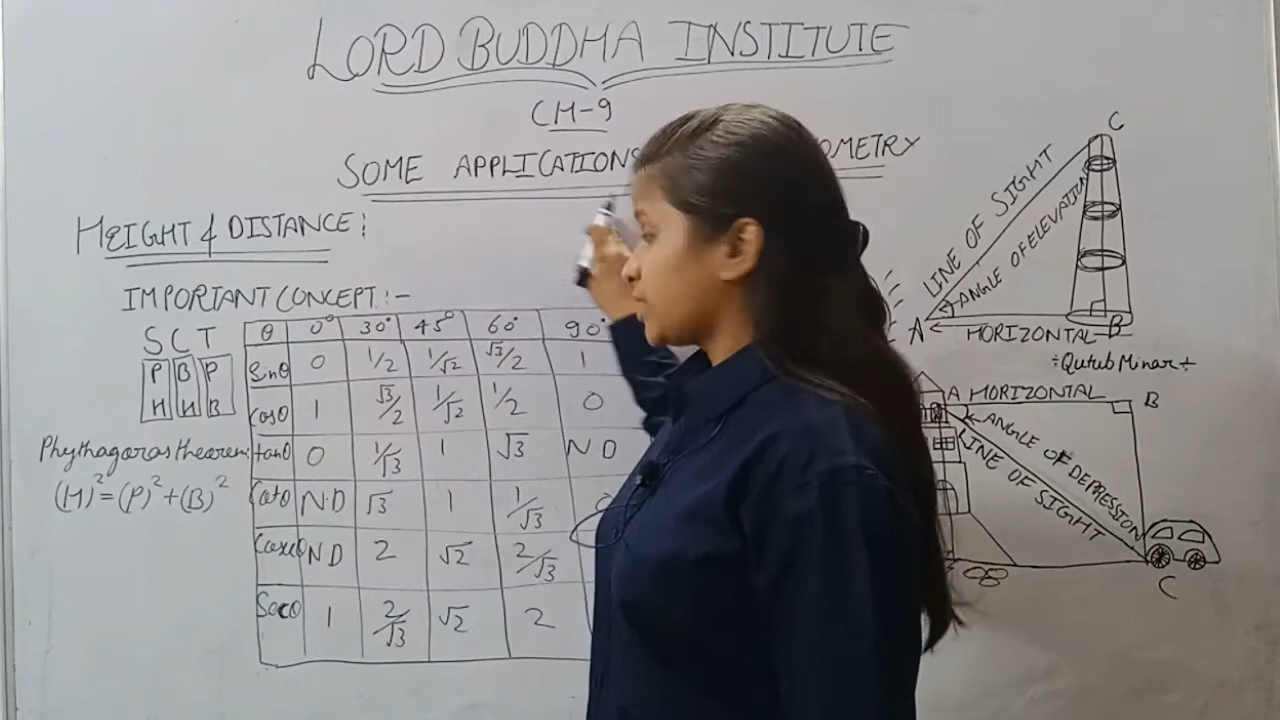 LORD BUDDHA INSTITUTE
CH-9
SOME APPLICATIONS OMETRY
HEIGHT & DISTANCE:
IMPORTANT CONCEPT:-
S C T
P B P
H H B
Phythagoras theorem:
(H)²=(P)²+(B)²
θ 0° 30° 45° 60° 90°
Sinθ 0 1/2 1/√2 √3/2 1
Cosθ 1 √3/2 1/√2 1/2 0
tanθ 0 1/√3 1 √3 ND
Cotθ N.D √3 1 1/√3
ND 2 √2 2/√3
Secθ 1 2/√3 √2 2
C
LINE OF SIGHT
ANGLE OF ELEVATION
A B
HORIZONTAL
÷Qutub Minar÷
A HORIZONTAL B
ANGLE OF DEPRESSION
LINE OF SIGHT
C